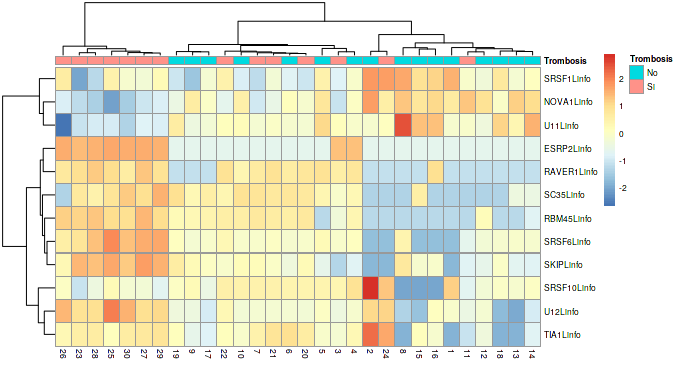 Trombosis
Trombosis
No
SI
2
1
0
-1
-2
SRSF1Linfo
NOVA1Linfo
U11Linfo
ESRP2Linfo
RAVER1Linfo
SC35Linfo
RBM45Linfo
SRSF6Linfo
SKIPLinfo
SRSF10Linfo
U12Linfo
TIA1Linfo
26 23 28 25 30 27 29 19 9 17 22 10 7 21 6 20 5 3 4 2 24 8 15 16 1 11 12 18 13 14